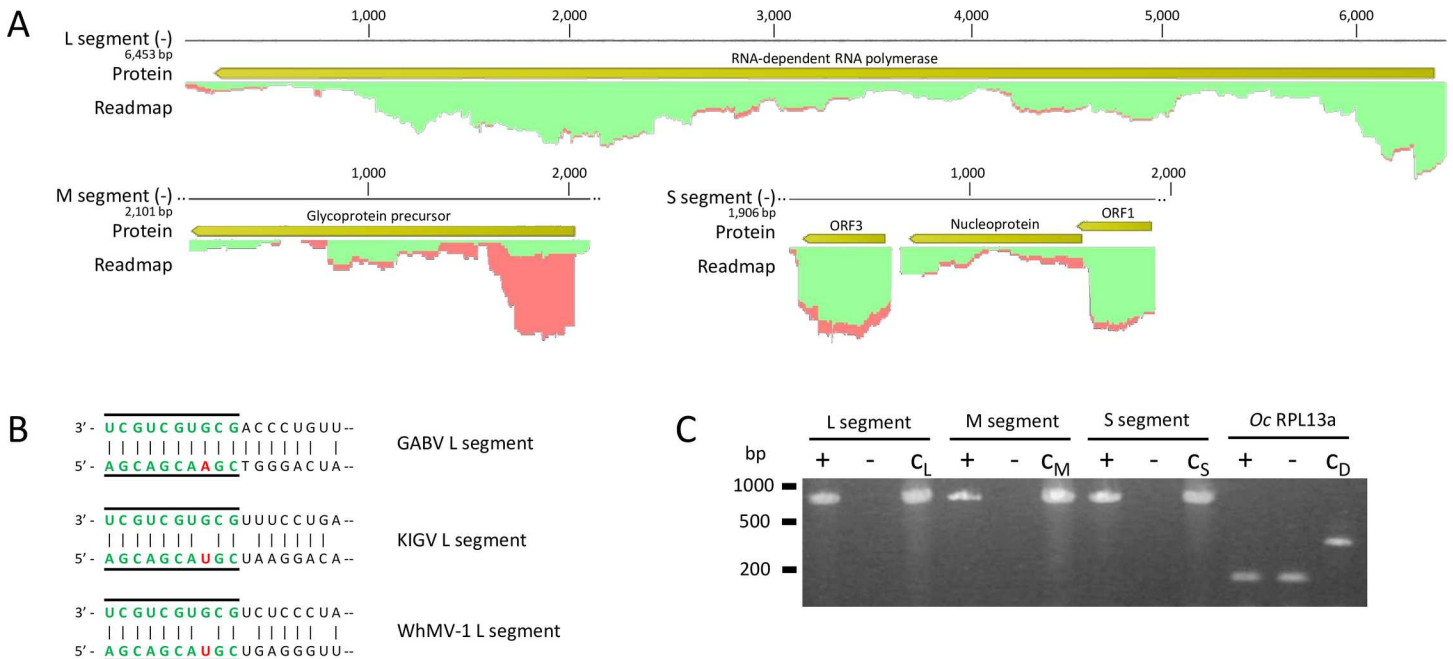 A
1,000 2,000 3,000 4,000 5,000 6,000
L segment (-)
6,453 bp
RNA-dependent RNA polymerase
Protein
Readmap
1,000 2,000
M segment (-)
2,101 bp
Glycoprotein precursor
Protein
Readmap
1,000 2,000
S segment (-)
1,906 bp
ORF3 Nucleoprotein ORF1
Protein
Readmap
B
3’ - UCGUCGUGCGACCCUGUU--
GABV L segment
5’ - AGCAGCAAGCTGGGACUA--
3’ - UCGUCGUGCGUUUCCUGA--
KIGV L segment
5’ - AGCAGCAUGCUAAGGACA--
3’ - UCGUCGUGCGUCUCCCUA--
WhMV-1 L segment
5’ - AGCAGCAUGCUGAGGGUU--
C
L segment M segment S segment Oc RPL13a
bp + - CL + - CM + - CS + - CD
1000
500
200